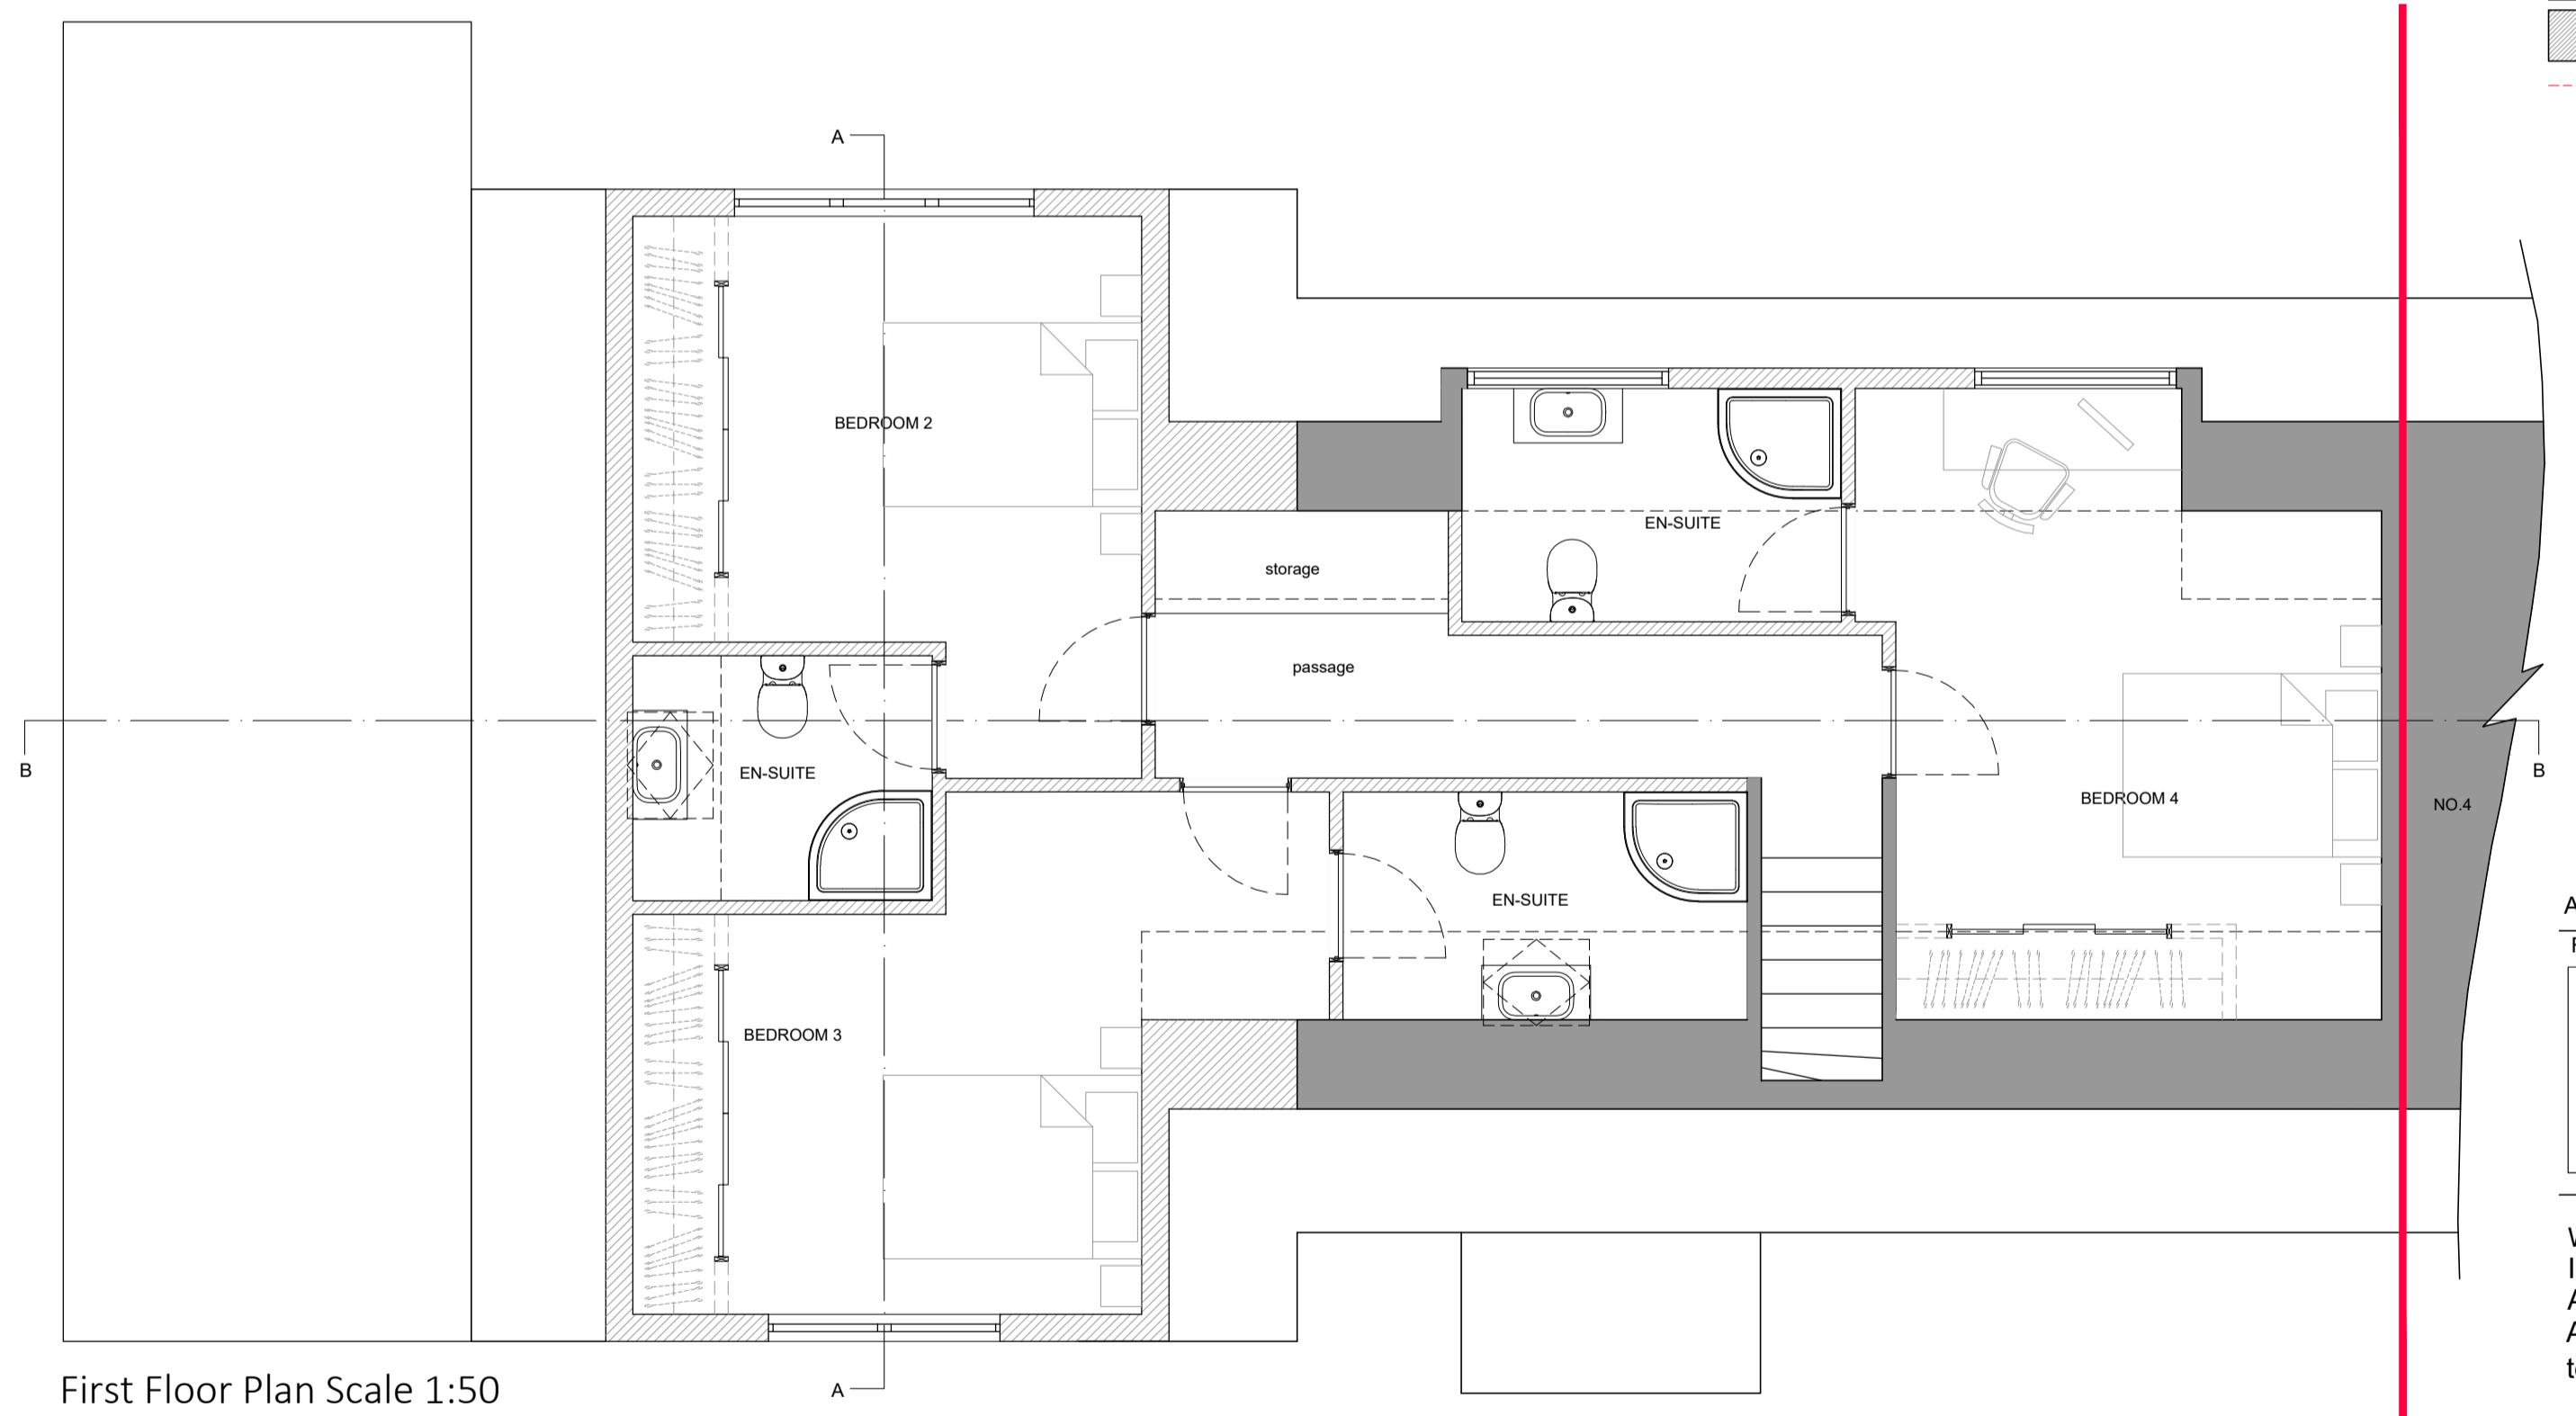 A
BEDROOM 2
EN-SUITE
storage
passage
B
EN-SUITE
B
BEDROOM 4
NO.4
EN-SUITE
BEDROOM 3
A
First Floor Plan Scale 1:50